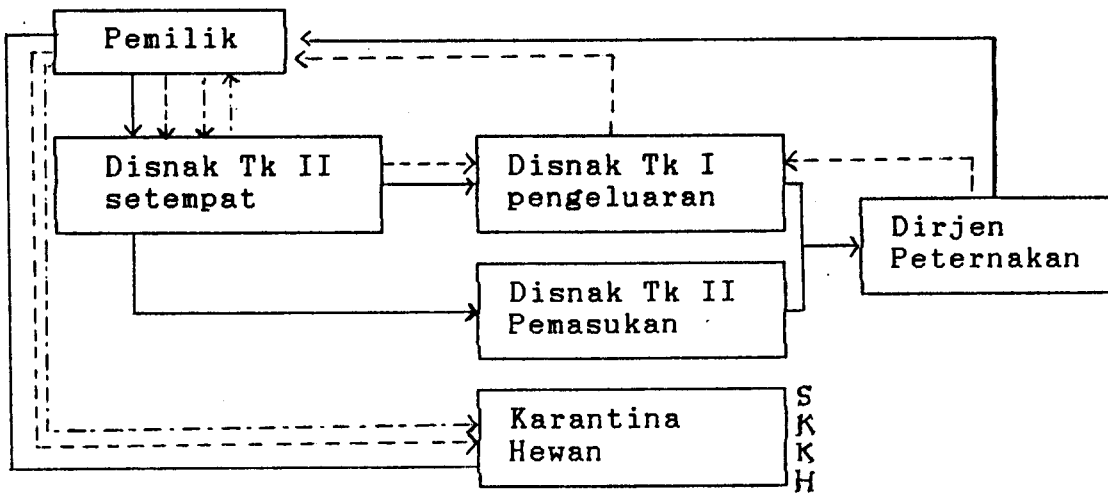 Pemilik
Disnak Tk II
setempat
Disnak Tk I
pengeluaran
Dirjen
Peternakan
Disnak Tk II
Pemasukan
Karantina
Hewan
S
K
K
H